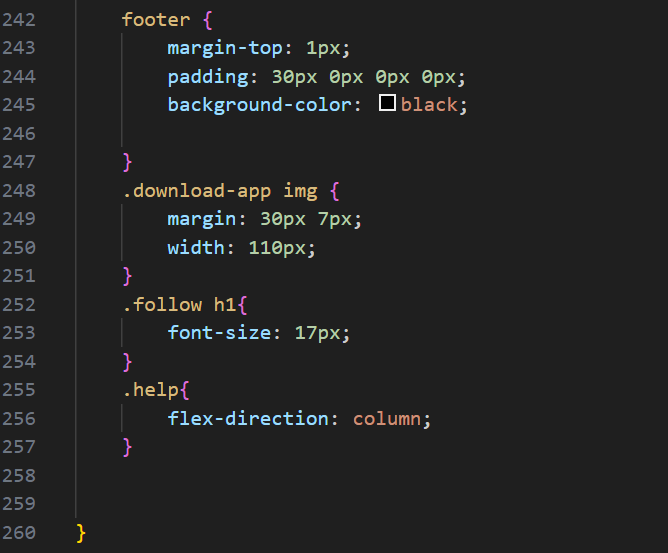 242 footer {
243 margin-top: 1px;
244 padding: 30px 0px 0px 0px;
245 background-color: black;
246
247 }
248 .download-app img {
249 margin: 30px 7px;
250 width: 110px;
251 }
252 .follow h1{
253 font-size: 17px;
254 }
255 .help{
256 flex-direction: column;
257 }
258
259
260 }